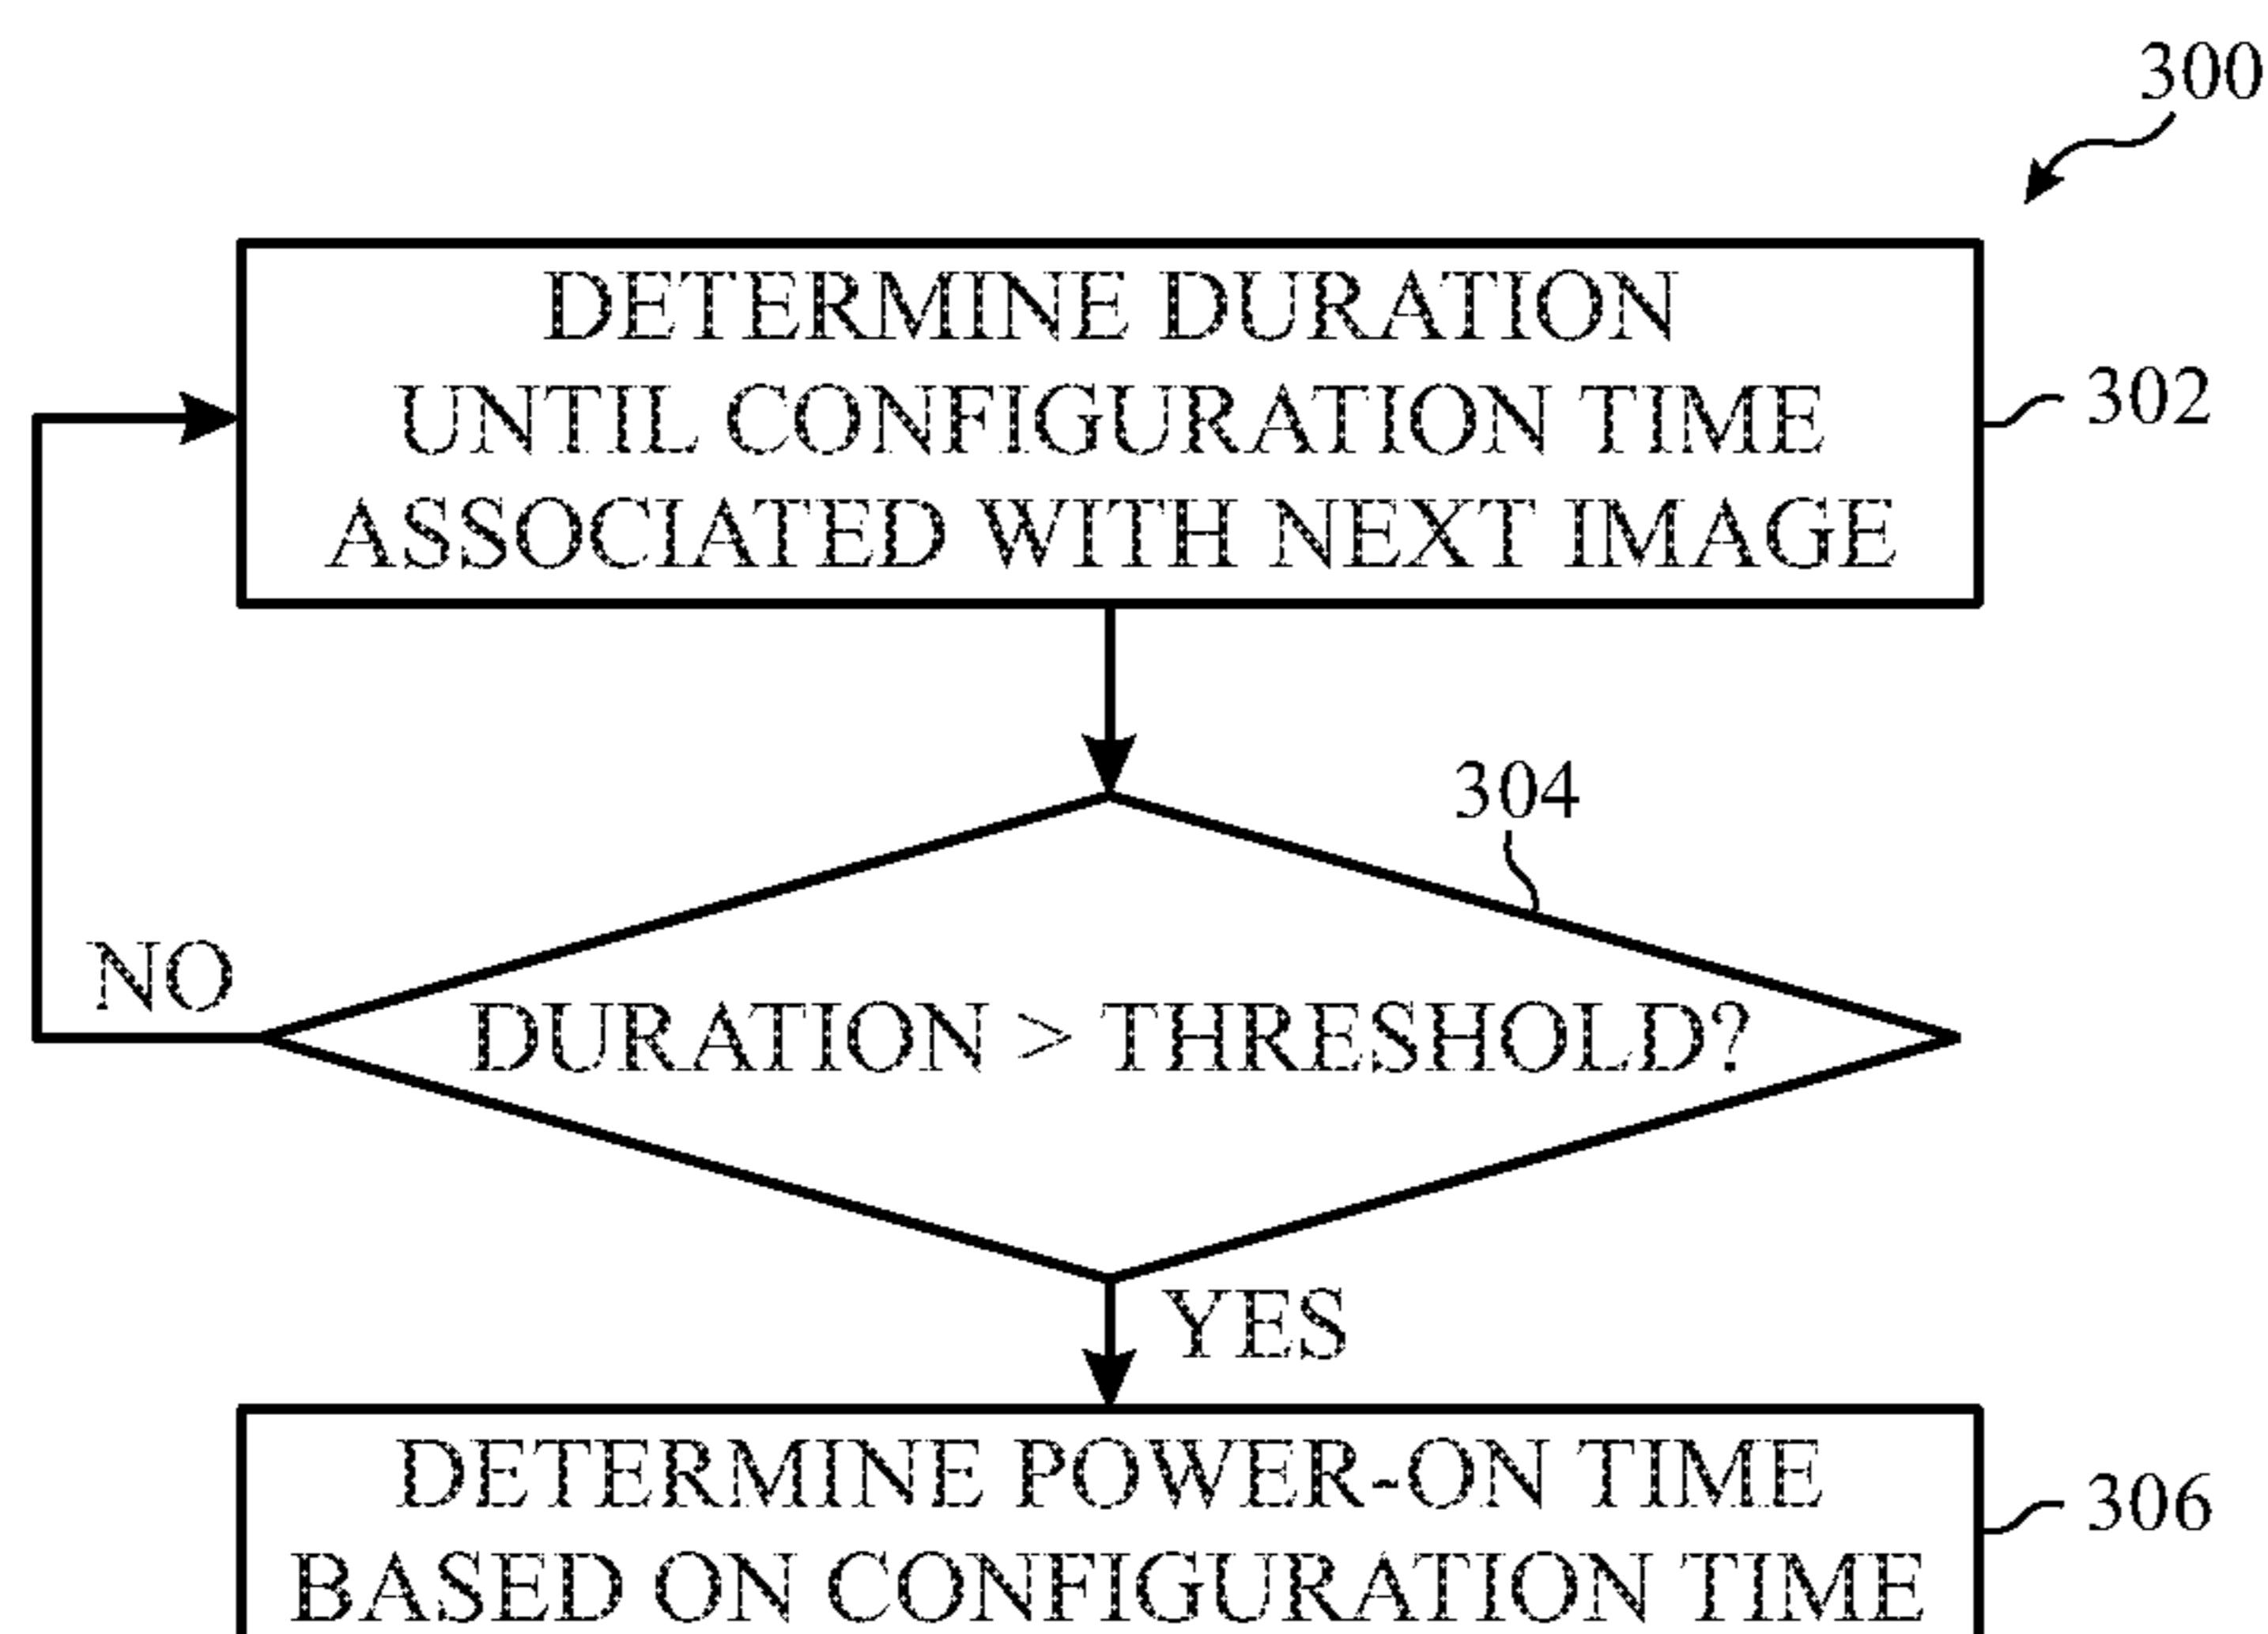 300
DETERMINE DURATION
UNTIL CONFIGURATION TIME
ASSOCIATED WITH NEXT IMAGE
302
304
NO
DURATION > THRESHOLD?
YES
DETERMINE POWER-ON TIME
BASED ON CONFIGURATION TIME
306